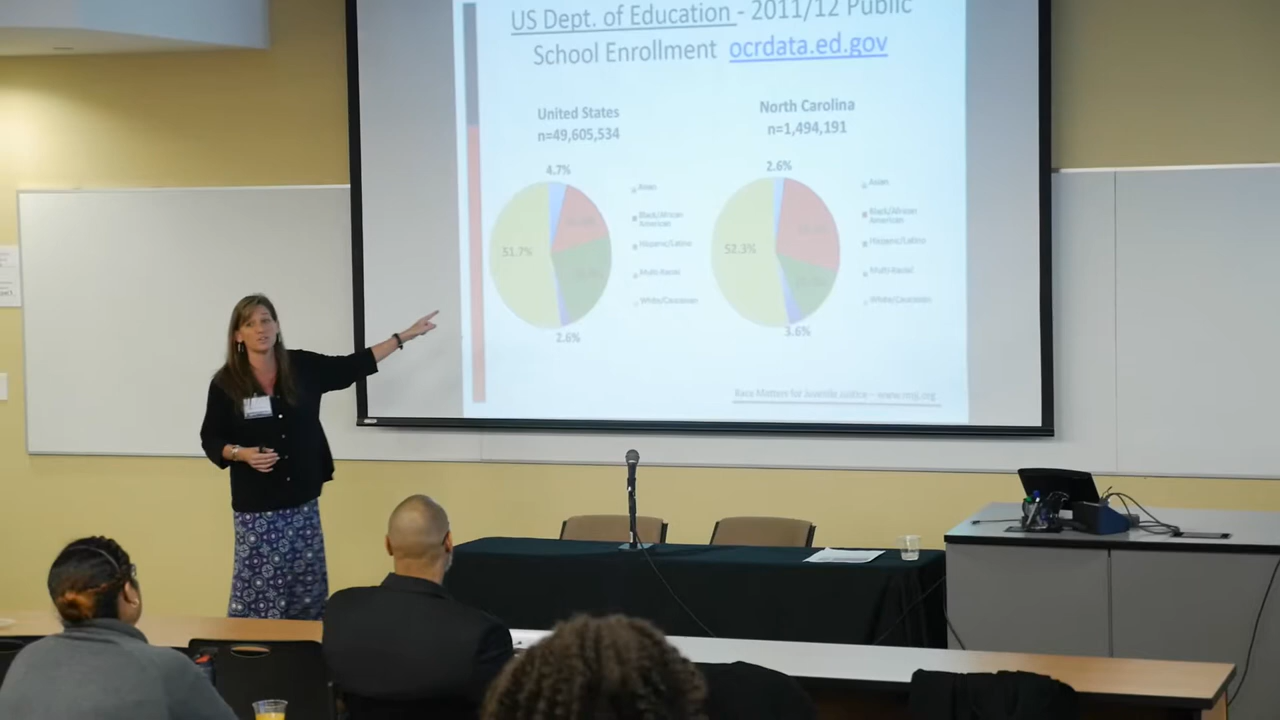 US Dept. of Education - 2011/12 Public
School Enrollment ocrdata.ed.gov
United States
n=49,605,534
North Carolina
n=1,494,191
4.7%
51.7%
2.6%
Asian
Black/African
American
Hispanic/Latino
Multi-Racial
White/Caucasian
2.6%
52.3%
3.6%
Asian
Black/African
American
Hispanic/Latino
Multi-Racial
White/Caucasian
Race Matters for Juvenile Justice - www.rmjj.org